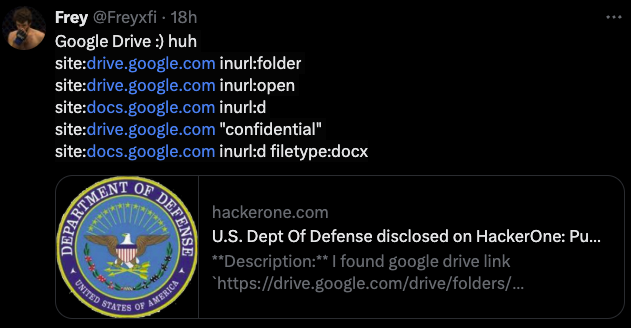 Frey @Freyxfi · 18h
Google Drive :) huh
site:drive.google.com inurl:folder
site:drive.google.com inurl:open
site:docs.google.com inurl:d
site:drive.google.com "confidential"
site:docs.google.com inurl:d filetype:docx
DEPARTMENT OF DEFENSE
UNITED STATES OF AMERICA
hackerone.com
U.S. Dept Of Defense disclosed on HackerOne: Pu...
**Description:** I found google drive link
`https://drive.google.com/drive/folders/...